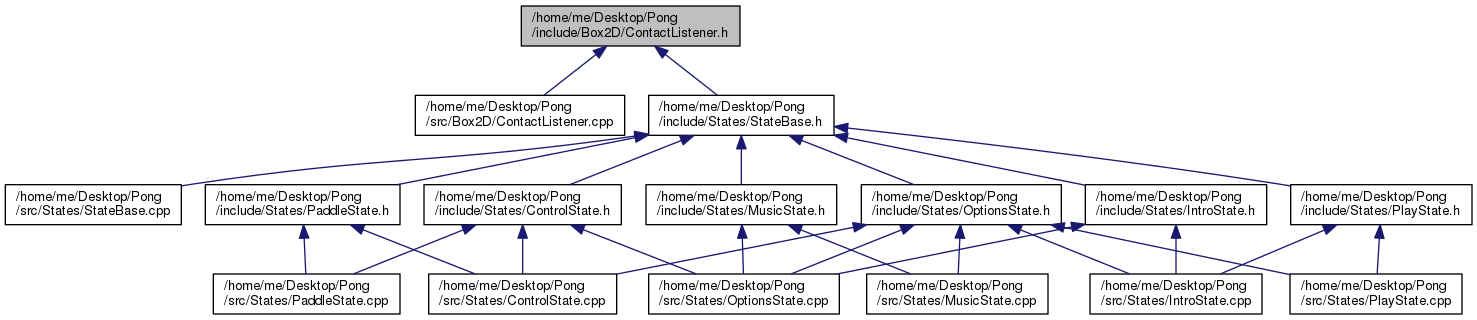 /home/me/Desktop/Pong
/include/Box2D/ContactListener.h
/home/me/Desktop/Pong
/src/Box2D/ContactListener.cpp
/home/me/Desktop/Pong
/include/States/StateBase.h
/home/me/Desktop/Pong
/src/States/StateBase.cpp
/home/me/Desktop/Pong
/include/States/PaddleState.h
/home/me/Desktop/Pong
/include/States/ControlState.h
/home/me/Desktop/Pong
/include/States/MusicState.h
/home/me/Desktop/Pong
/include/States/OptionsState.h
/home/me/Desktop/Pong
/include/States/IntroState.h
/home/me/Desktop/Pong
/include/States/PlayState.h
/home/me/Desktop/Pong
/src/States/PaddleState.cpp
/home/me/Desktop/Pong
/src/States/ControlState.cpp
/home/me/Desktop/Pong
/src/States/OptionsState.cpp
/home/me/Desktop/Pong
/src/States/MusicState.cpp
/home/me/Desktop/Pong
/src/States/IntroState.cpp
/home/me/Desktop/Pong
/src/States/PlayState.cpp